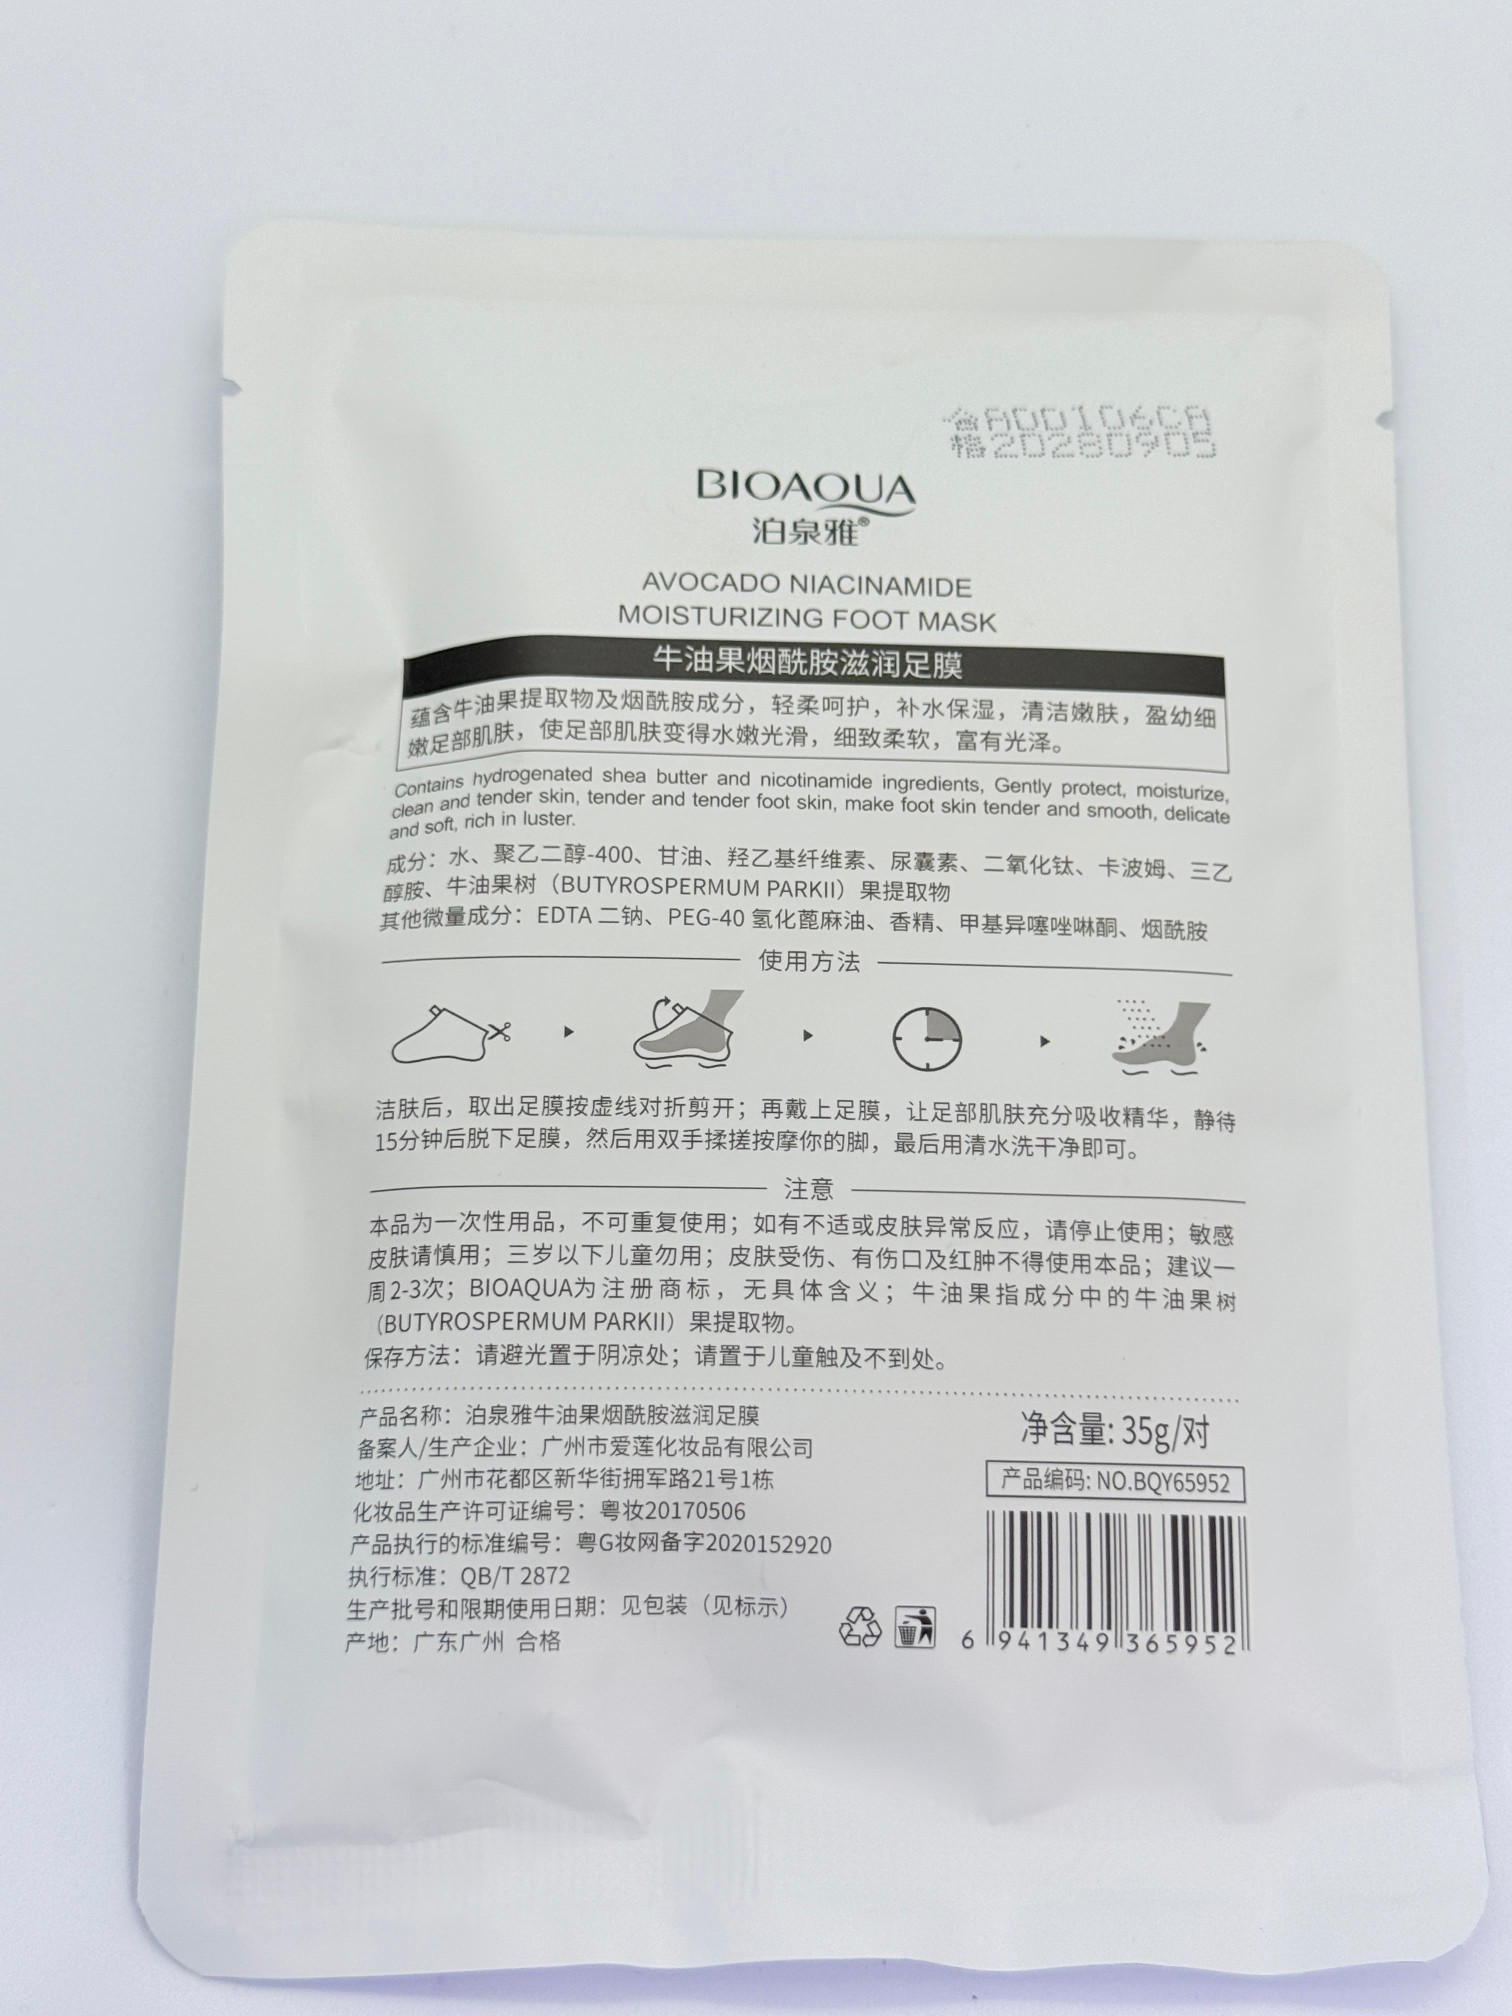 合A00106CA
格20280905
BIOAQUA
泊泉雅®
AVOCADO NIACINAMIDE
MOISTURIZING FOOT MASK
牛油果烟酰胺滋润足膜
蕴含牛油果提取物及烟酰胺成分，轻柔呵护，补水保湿，清洁嫩肤，盈幼细
嫩足部肌肤，使足部肌肤变得水嫩光滑，细致柔软，富有光泽。
Contains hydrogenated shea butter and nicotinamide ingredients, Gently protect, moisturize,
clean and tender skin, tender and tender foot skin, make foot skin tender and smooth, delicate
and soft, rich in luster.
成分：水、聚乙二醇-400、甘油、羟乙基纤维素、尿囊素、二氧化钛、卡波姆、三乙
醇胺、牛油果树（BUTYROSPERMUM PARKII）果提取物
其他微量成分：EDTA 二钠、PEG-40 氢化蓖麻油、香精、甲基异噻唑啉酮、烟酰胺
使用方法
洁肤后，取出足膜按虚线对折剪开；再戴上足膜，让足部肌肤充分吸收精华，静待
15分钟后脱下足膜，然后用双手揉搓按摩你的脚，最后用清水洗干净即可。
注意
本品为一次性用品，不可重复使用；如有不适或皮肤异常反应，请停止使用；敏感
皮肤请慎用；三岁以下儿童勿用；皮肤受伤、有伤口及红肿不得使用本品；建议一
周2-3次；BIOAQUA为注册商标，无具体含义；牛油果指成分中的牛油果树
（BUTYROSPERMUM PARKII）果提取物。
保存方法：请避光置于阴凉处；请置于儿童触及不到处。
产品名称：泊泉雅牛油果烟酰胺滋润足膜
备案人/生产企业：广州市爱莲化妆品有限公司
地址：广州市花都区新华街拥军路21号1栋
化妆品生产许可证编号：粤妆20170506
产品执行的标准编号：粤G妆网备字2020152920
执行标准：QB/T 2872
生产批号和限期使用日期：见包装（见标示）
产地：广东广州 合格
净含量: 35g/对
产品编码: NO.BQY65952
6 941349 365952